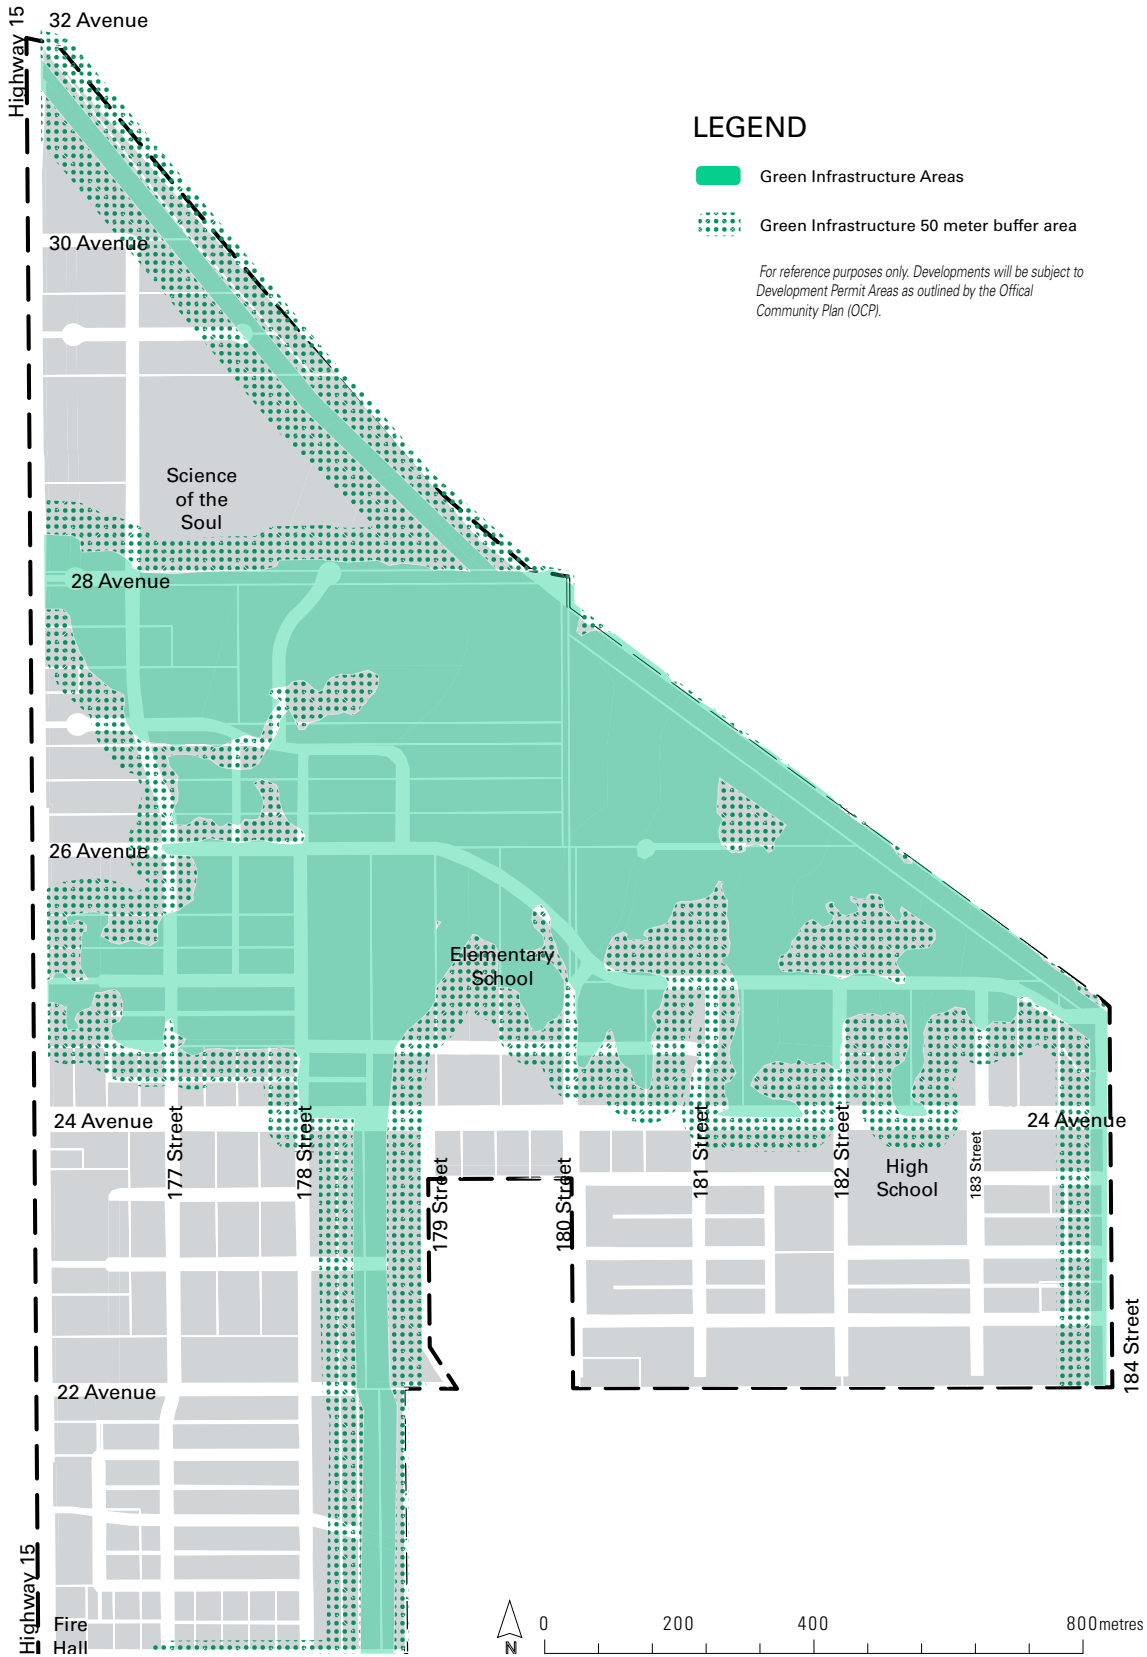 32 Avenue
Highway 15
LEGEND
Green Infrastructure Areas
Green Infrastructure 50 meter buffer area
For reference purposes only. Developments will be subject to
Development Permit Areas as outlined by the Offical
Community Plan (OCP).
30 Avenue
Science
of the
Soul
28 Avenue
26 Avenue
Elementary
School
24 Avenue
24 Avenue
177 Street
178 Street
179 Street
180 Street
181 Street
182 Street
183 Street
High
School
184 Street
22 Avenue
Highway 15
Fire
Hall
N
0 200 400 800 metres